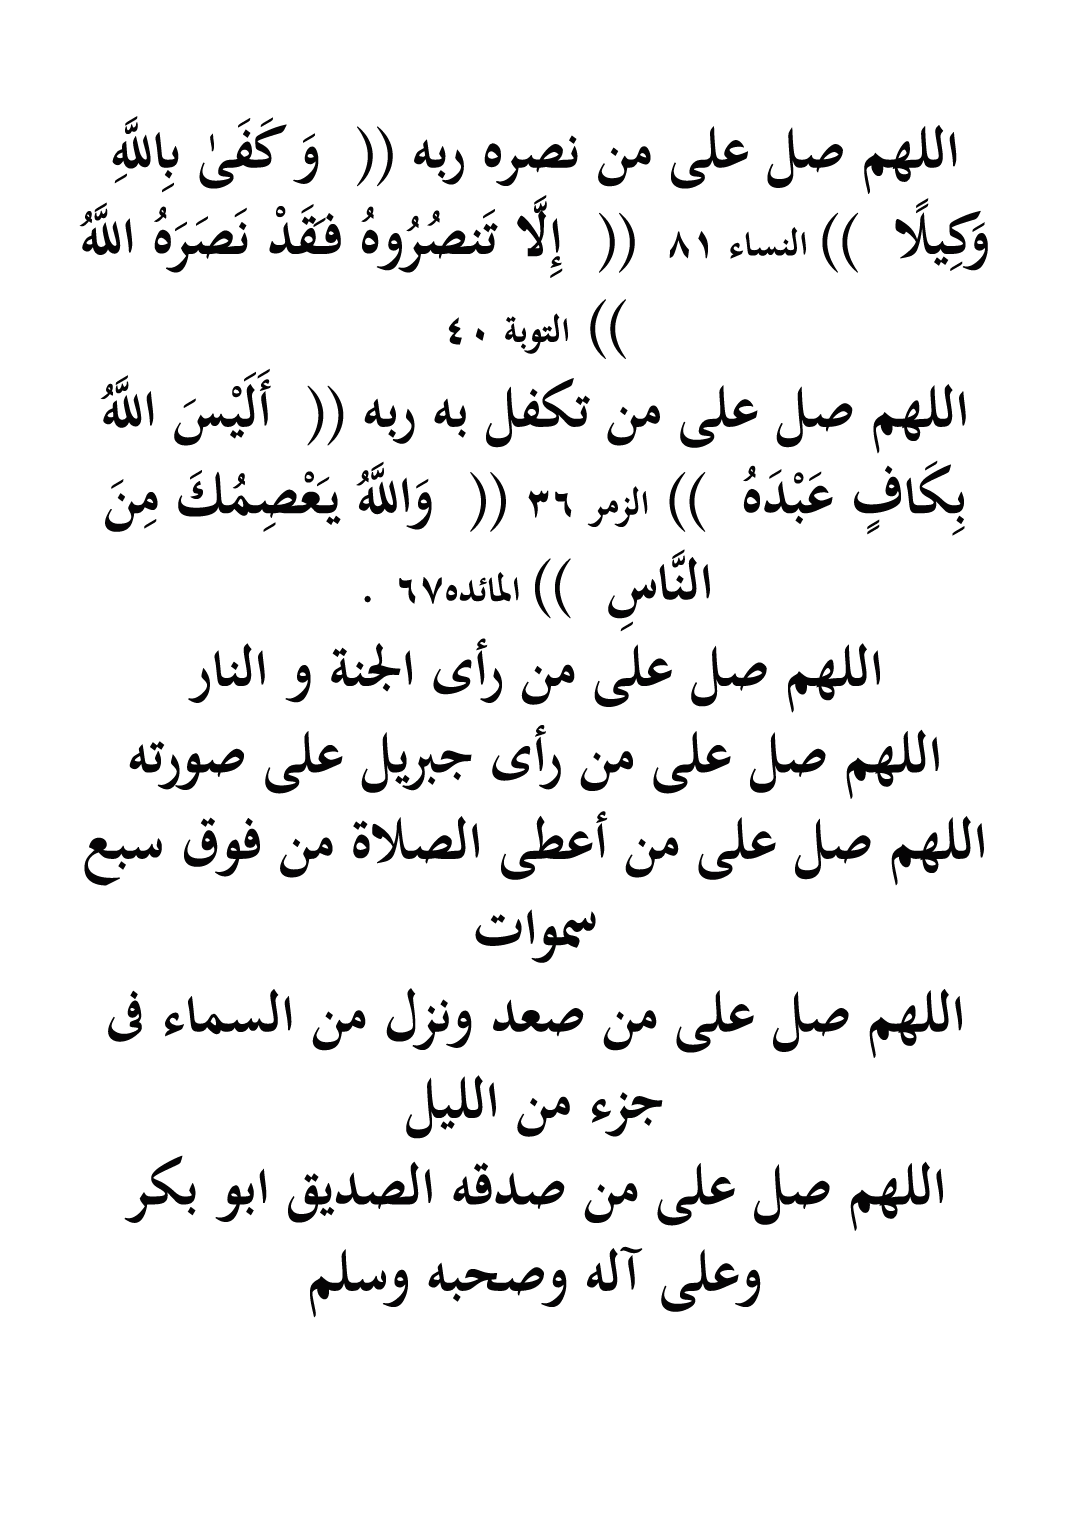 اللهم صل على من نصره ربه (( وَ كَفَىٰ بِاللَّهِ
وَكِيلًا )) النساء ٨١ (( إِلَّا تَنصُرُوهُ فَقَدْ نَصَرَهُ اللَّهُ
)) التوبة ٤٠
اللهم صل على من تكفل به ربه (( أَلَيْسَ اللَّهُ
بِكَافٍ عَبْدَهُ )) الزمر ٣٦ (( وَاللَّهُ يَعْصِمُكَ مِنَ
النَّاسِ )) المائده٦٧ .
اللهم صل على من رأى الجنة و النار
اللهم صل على من رأى جبريل على صورته
اللهم صل على من أعطى الصلاة من فوق سبع
سموات
اللهم صل على من صعد ونزل من السماء فى
جزء من الليل
اللهم صل على من صدقه الصديق ابو بكر
وعلى آله وصحبه وسلم